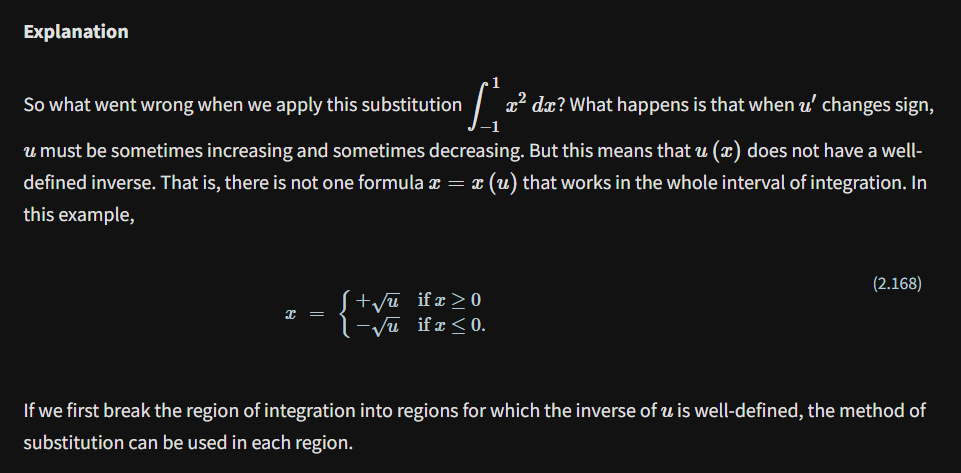 Explanation
So what went wrong when we apply this substitution ∫_{-1}^{1} x² dx? What happens is that when u′ changes sign,
u must be sometimes increasing and sometimes decreasing. But this means that u (x) does not have a well-
defined inverse. That is, there is not one formula x = x (u) that works in the whole interval of integration. In
this example,
(2.168)
x = { +√u if x ≥ 0
−√u if x ≤ 0.
If we first break the region of integration into regions for which the inverse of u is well-defined, the method of
substitution can be used in each region.